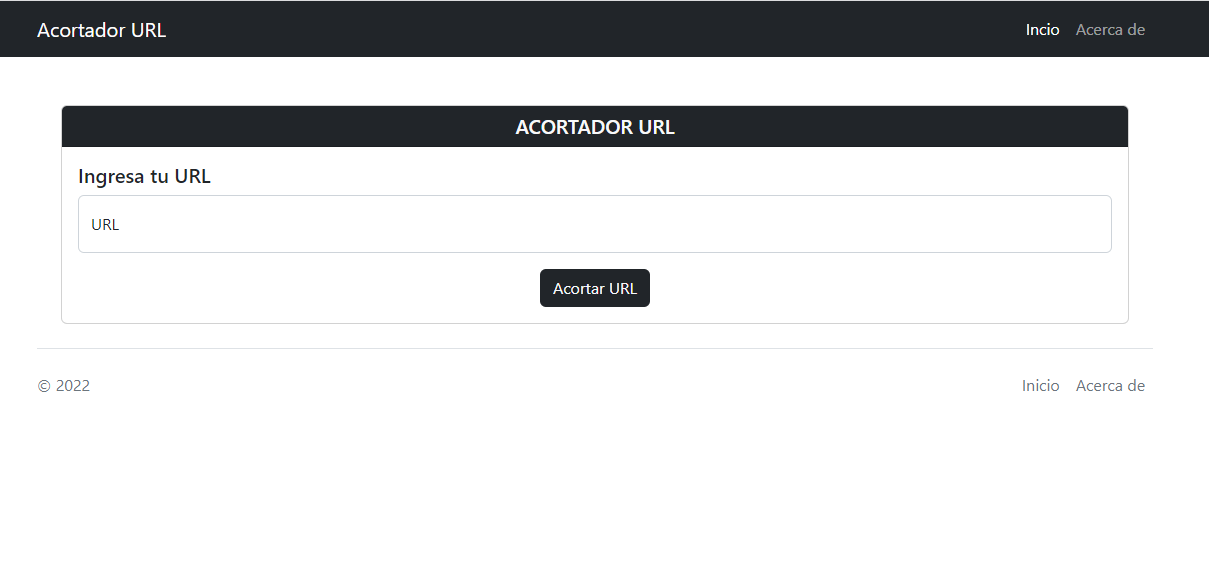 Acortador URL
Incio Acerca de
ACORTADOR URL
Ingresa tu URL
URL
Acortar URL
© 2022
Inicio Acerca de